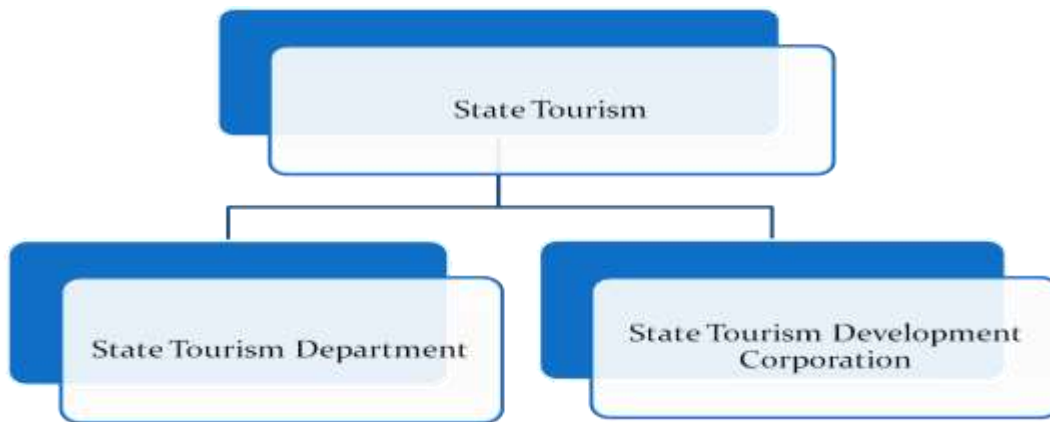 State Tourism
State Tourism Department
State Tourism Development
Corporation